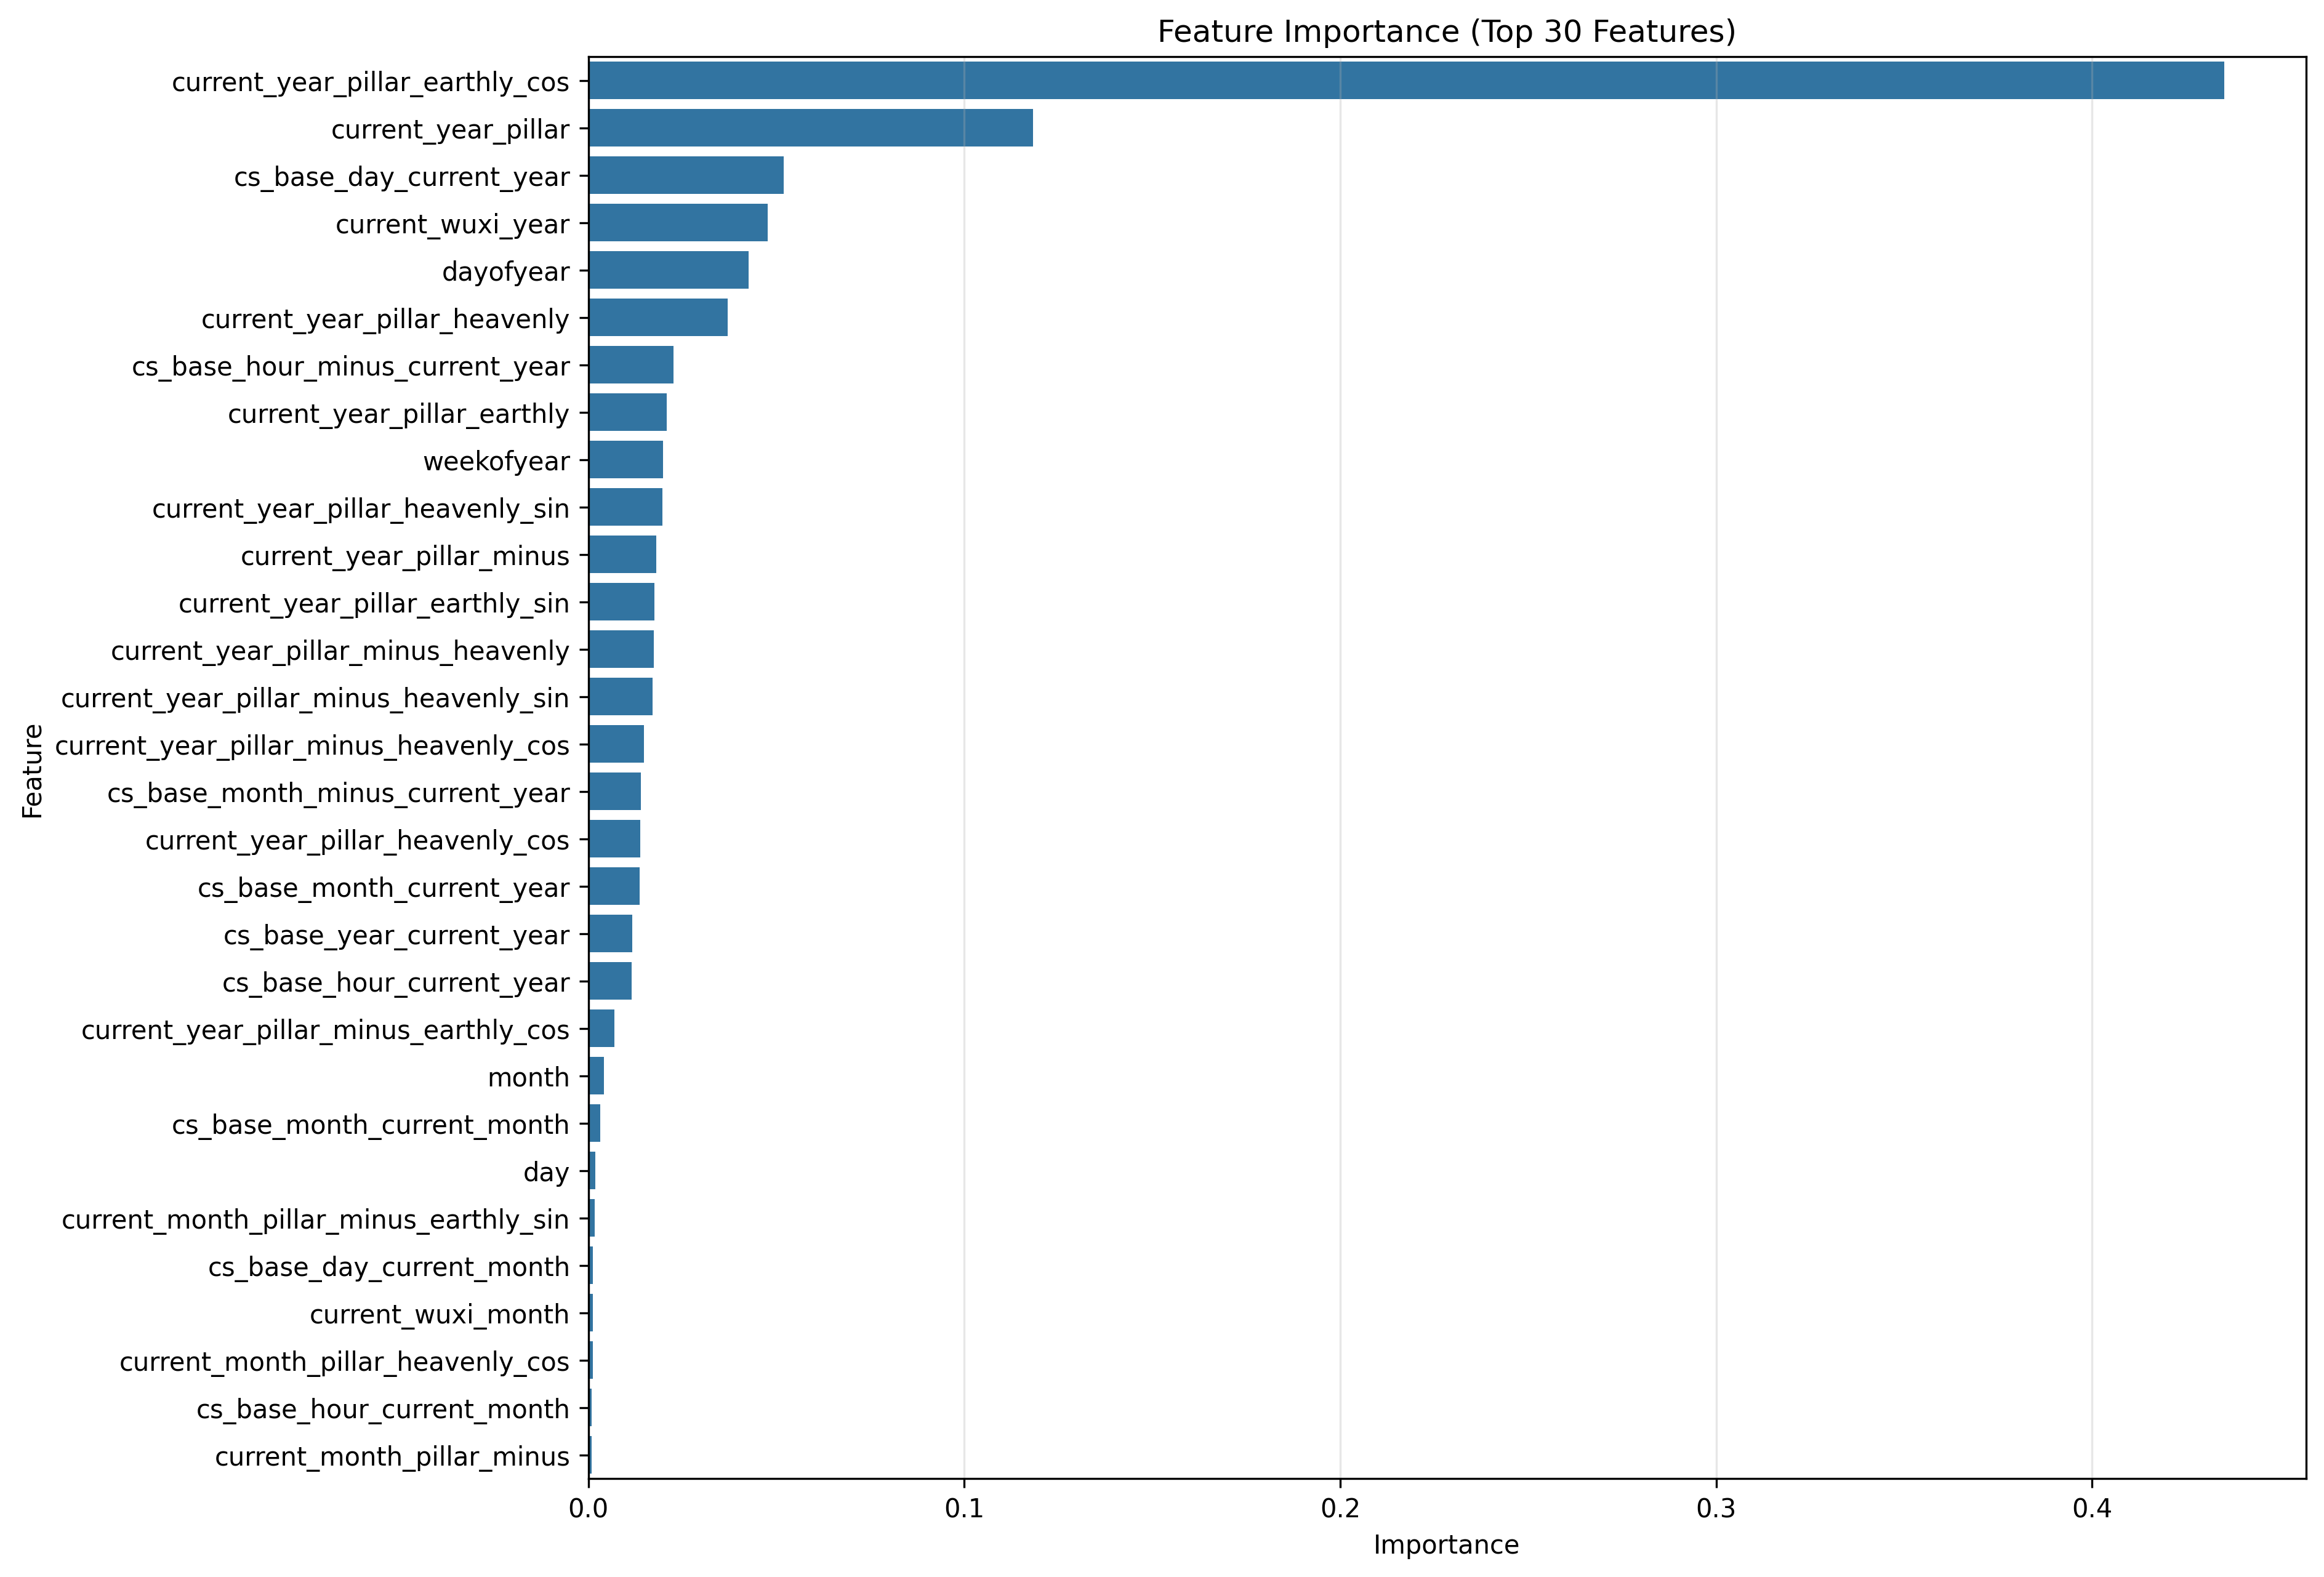 Feature Importance (Top 30 Features)
current_year_pillar_earthly_cos
current_year_pillar
cs_base_day_current_year
current_wuxi_year
dayofyear
current_year_pillar_heavenly
cs_base_hour_minus_current_year
current_year_pillar_earthly
weekofyear
current_year_pillar_heavenly_sin
current_year_pillar_minus
current_year_pillar_earthly_sin
current_year_pillar_minus_heavenly
current_year_pillar_minus_heavenly_sin
current_year_pillar_minus_heavenly_cos
cs_base_month_minus_current_year
current_year_pillar_heavenly_cos
cs_base_month_current_year
cs_base_year_current_year
cs_base_hour_current_year
current_year_pillar_minus_earthly_cos
month
cs_base_month_current_month
day
current_month_pillar_minus_earthly_sin
cs_base_day_current_month
current_wuxi_month
current_month_pillar_heavenly_cos
cs_base_hour_current_month
current_month_pillar_minus
Feature
0.0 0.1 0.2 0.3 0.4
Importance